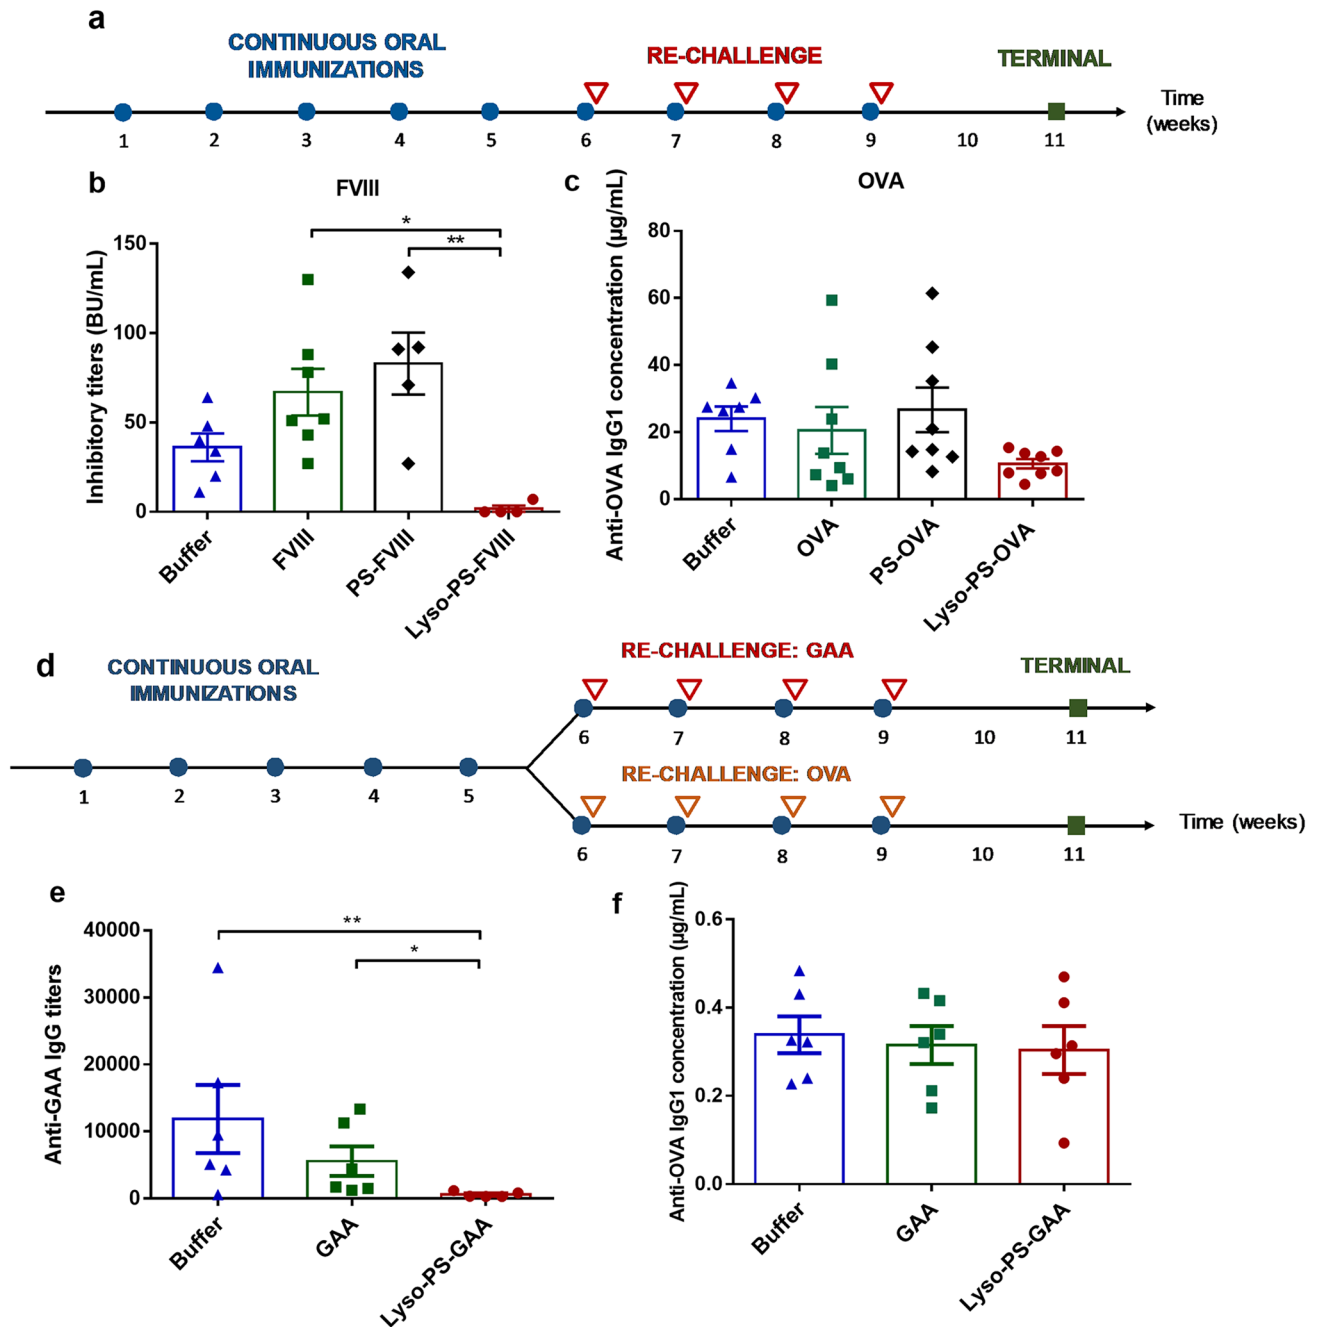 a
CONTINUOUS ORAL
IMMUNIZATIONS
RE-CHALLENGE
TERMINAL
Time
(weeks)
1 2 3 4 5 6 7 8 9 10 11
b
FVIII
Inhibitory titers (BU/mL)
150
100
50
0
*
**
Buffer
FVIII
PS-FVIII
Lyso-PS-FVIII
c
OVA
Anti-OVA IgG1 concentration (µg/mL)
80
60
40
20
0
Buffer
OVA
PS-OVA
Lyso-PS-OVA
d
CONTINUOUS ORAL
IMMUNIZATIONS
1 2 3 4 5
RE-CHALLENGE: GAA
TERMINAL
6 7 8 9 10 11
RE-CHALLENGE: OVA
Time (weeks)
6 7 8 9 10 11
e
Anti-GAA IgG titers
40000
30000
20000
10000
0
**
*
Buffer
GAA
Lyso-PS-GAA
f
Anti-OVA IgG1 concentration (µg/mL)
0.6
0.4
0.2
0.0
Buffer
GAA
Lyso-PS-GAA